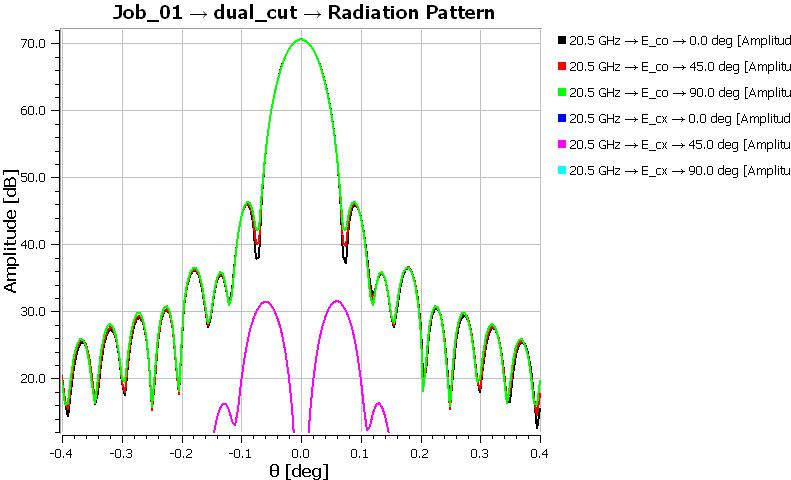 Job_01 → dual_cut → Radiation Pattern
70.0
60.0
50.0
40.0
30.0
20.0
Amplitude [dB]
-0.4 -0.3 -0.2 -0.1 0.0 0.1 0.2 0.3 0.4
θ [deg]
20.5 GHz → E_co → 0.0 deg [Amplitud
20.5 GHz → E_co → 45.0 deg [Amplitu
20.5 GHz → E_co → 90.0 deg [Amplitu
20.5 GHz → E_cx → 0.0 deg [Amplitud
20.5 GHz → E_cx → 45.0 deg [Amplitu
20.5 GHz → E_cx → 90.0 deg [Amplitu